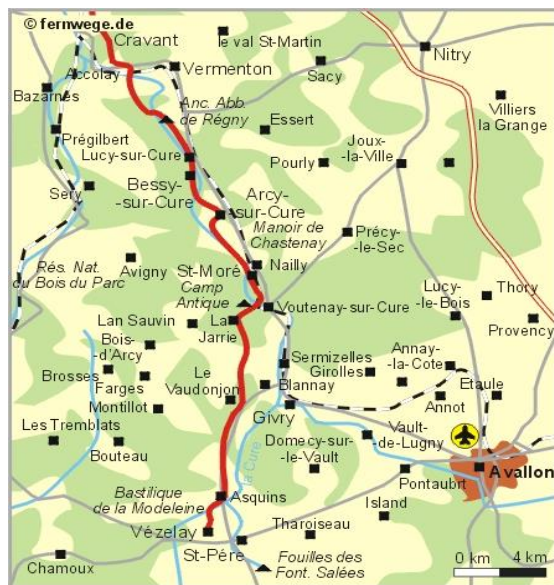 © fernwege.de
Cravant
le val St-Martin
Nitry
Accolay
Vermenton
Sacy
Bazarnes
Anc. Abb.
de Régny
Villiers
la Grange
Prégilbert
Essert
Joux-
-la-Ville
Lucy-sur-Cure
Pourly
Bessy-
-sur-Cure
Sery
Arcy-
-sur-Cure
Manoir de
Chastenay
Précy-
-le-Sec
Rés. Nat.
du Bois du Parc
Avigny
St-Moré
Nailly
Camp
Antique
Voutenay-sur-Cure
Lucy-
-le-Bois
Thory
Provency
Lan Sauvin
La
Jarrie
Bois-
-d'Arcy
Sermizelles
Girolles
Annay-
-la-Cote
Brosses
Farges
Le
Vaudonjon
Blannay
Etaule
Montillot
Givry
Annot
Les Tremblats
Bouteau
la Cure
Domecy-sur-
-le-Vault
Vault-
-de-Lugny
Avallon
Pontaubrt
Bastilique
de la Modeleine
Asquins
Island
Vézelay
Tharoiseau
St-Père
Chamoux
Fouilles des
Font. Salées
0 km 4 km